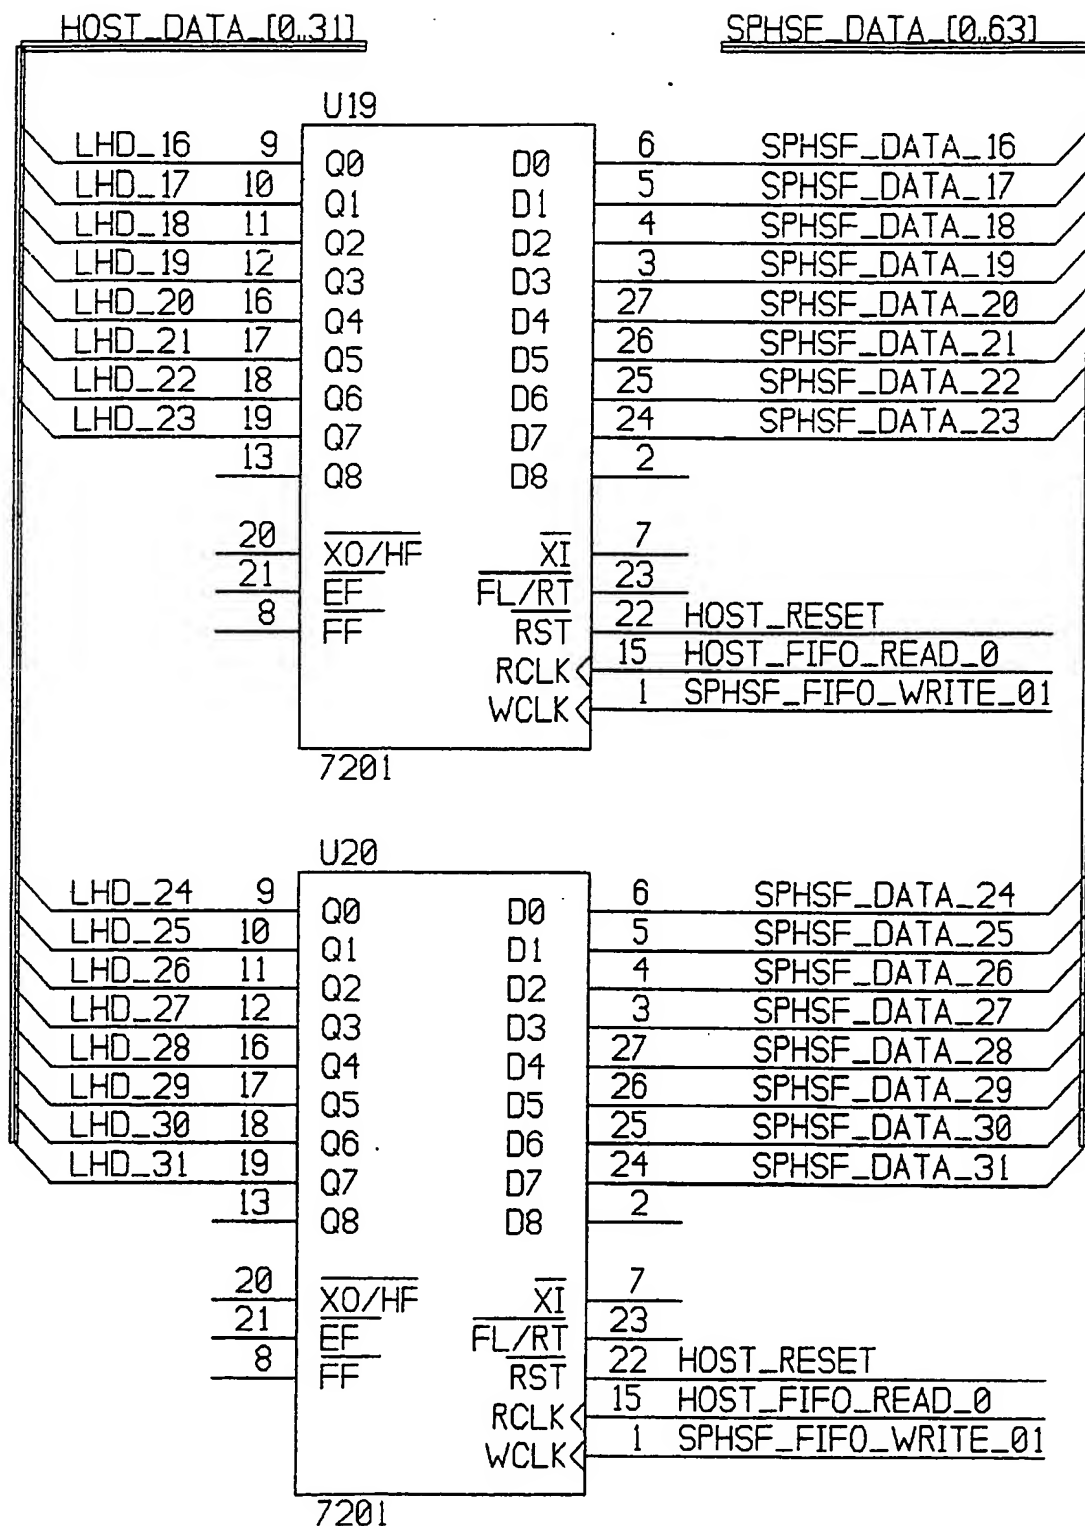 HOST_DATA_[0..31] SPHSF_DATA_[0..63]
U19
LHD_16 9 Q0 D0 6 SPHSF_DATA_16
LHD_17 10 Q1 D1 5 SPHSF_DATA_17
LHD_18 11 Q2 D2 4 SPHSF_DATA_18
LHD_19 12 Q3 D3 3 SPHSF_DATA_19
LHD_20 16 Q4 D4 27 SPHSF_DATA_20
LHD_21 17 Q5 D5 26 SPHSF_DATA_21
LHD_22 18 Q6 D6 25 SPHSF_DATA_22
LHD_23 19 Q7 D7 24 SPHSF_DATA_23
13 Q8 D8 2
20 XO/HF XI 7
21 EF FL/RT 23
8 FF RST 22 HOST_RESET
RCLK 15 HOST_FIFO_READ_0
WCLK 1 SPHSF_FIFO_WRITE_01
7201
U20
LHD_24 9 Q0 D0 6 SPHSF_DATA_24
LHD_25 10 Q1 D1 5 SPHSF_DATA_25
LHD_26 11 Q2 D2 4 SPHSF_DATA_26
LHD_27 12 Q3 D3 3 SPHSF_DATA_27
LHD_28 16 Q4 D4 27 SPHSF_DATA_28
LHD_29 17 Q5 D5 26 SPHSF_DATA_29
LHD_30 18 Q6 D6 25 SPHSF_DATA_30
LHD_31 19 Q7 D7 24 SPHSF_DATA_31
13 Q8 D8 2
20 XO/HF XI 7
21 EF FL/RT 23
8 FF RST 22 HOST_RESET
RCLK 15 HOST_FIFO_READ_0
WCLK 1 SPHSF_FIFO_WRITE_01
7201